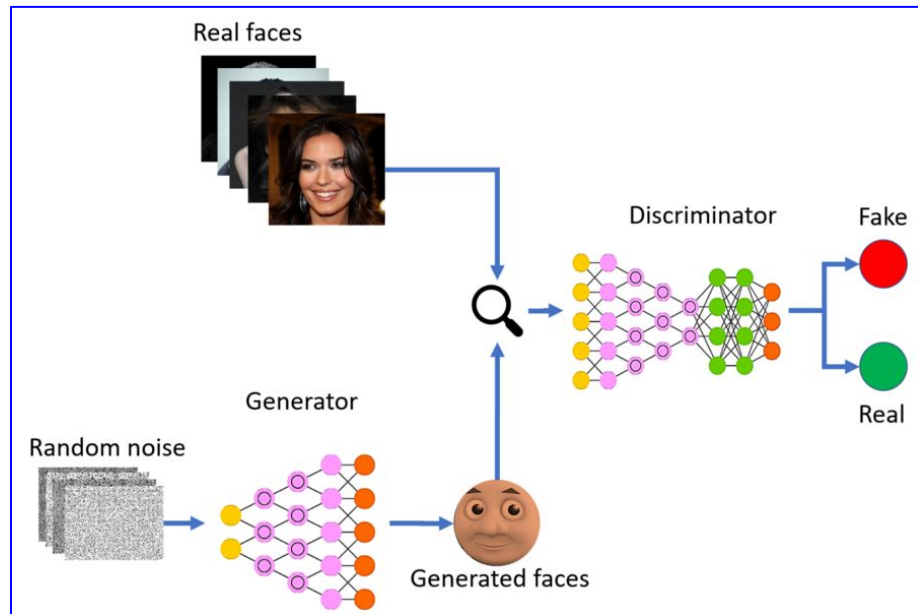 Real faces
Discriminator
Fake
Generator
Real
Random noise
Generated faces